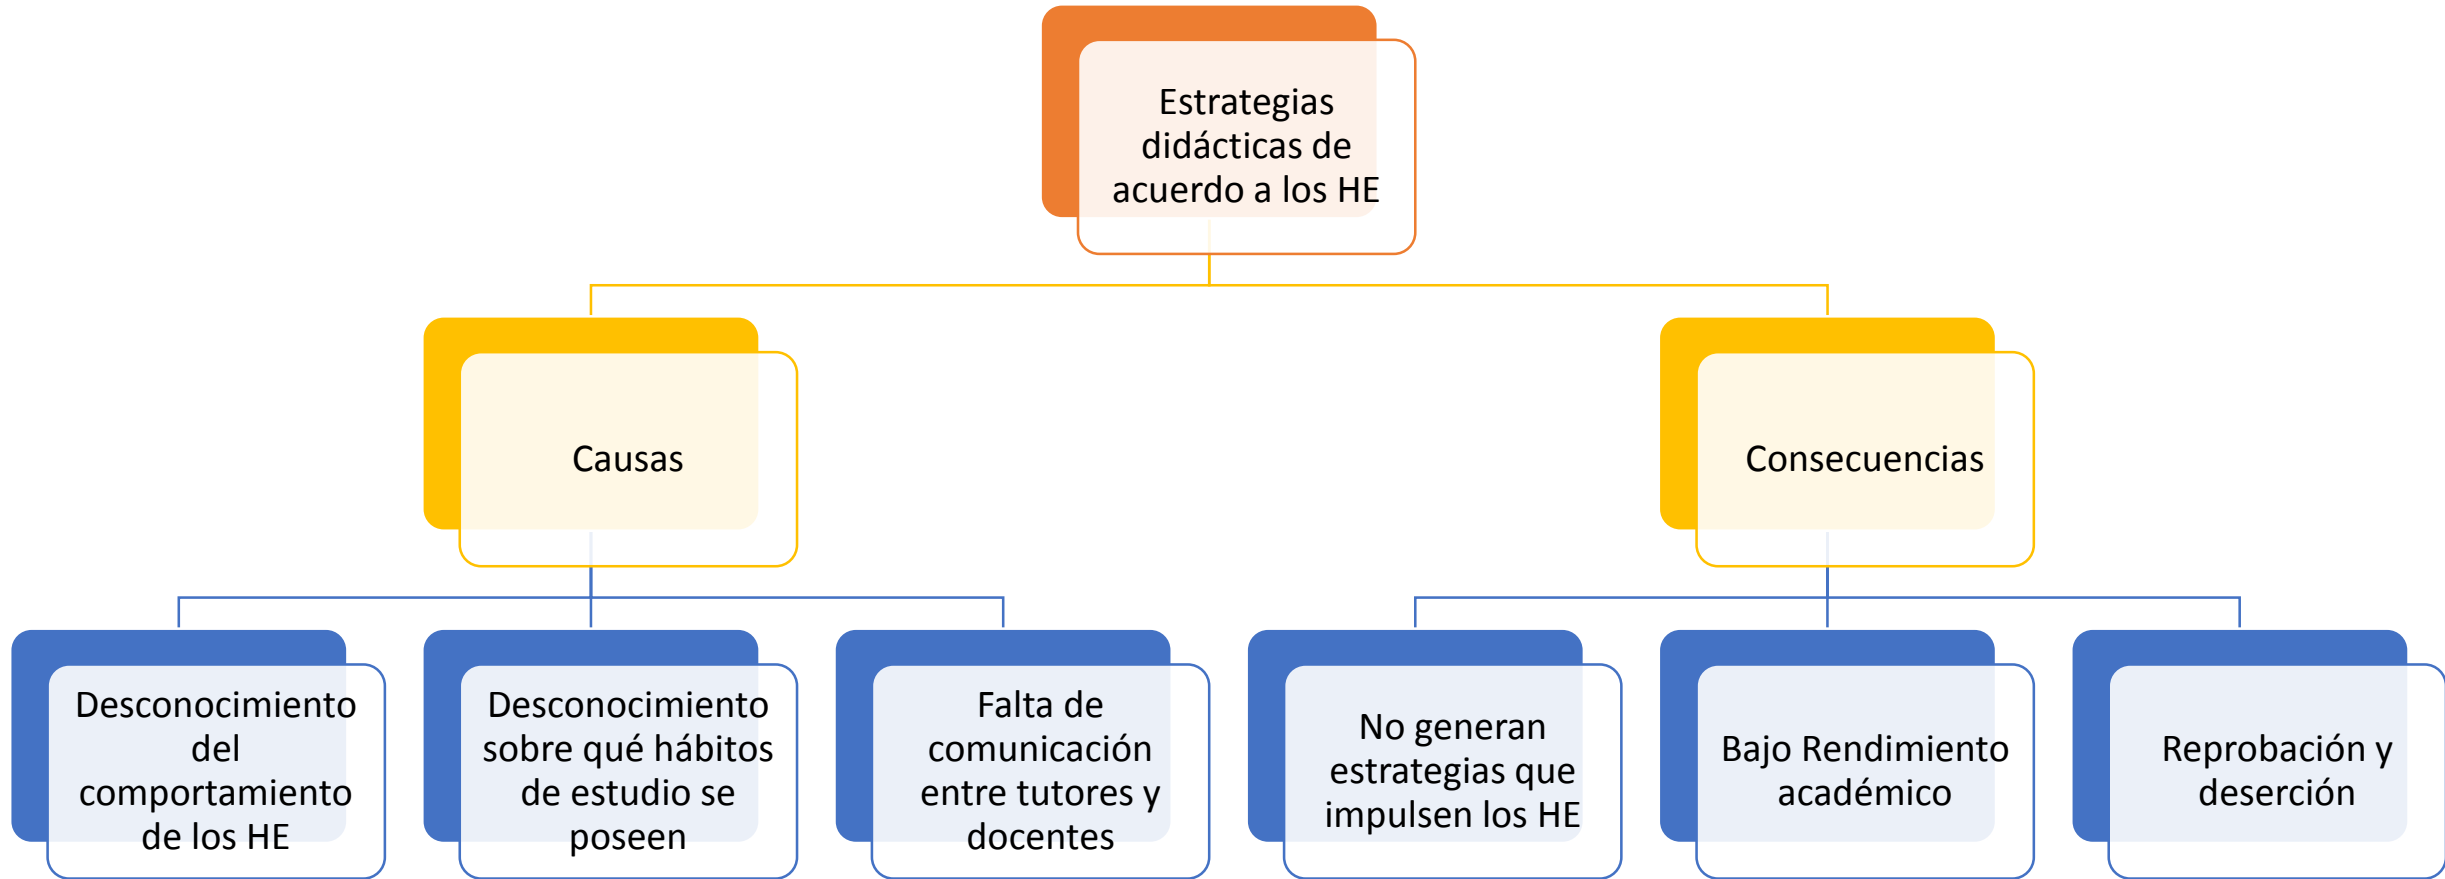 Estrategias
didácticas de
acuerdo a los HE
Causas
Consecuencias
Desconocimiento
del
comportamiento
de los HE
Desconocimiento
sobre qué hábitos
de estudio se
poseen
Falta de
comunicación
entre tutores y
docentes
No generan
estrategias que
impulsen los HE
Bajo Rendimiento
académico
Reprobación y
deserción